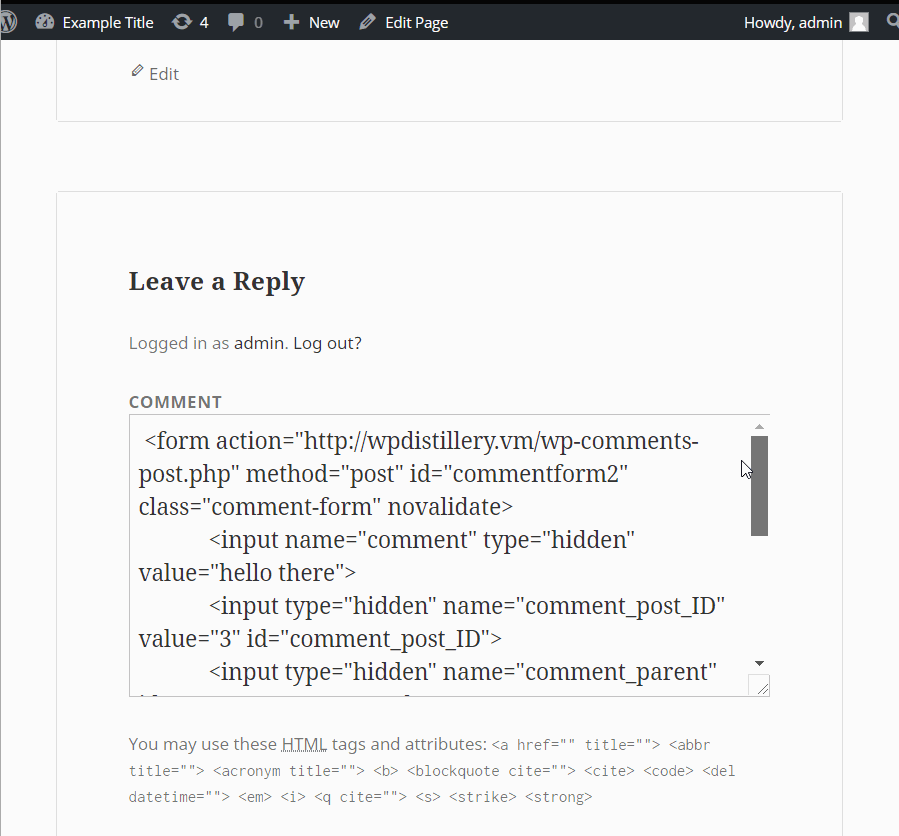 Example Title 4 0 New Edit Page Howdy, admin
Edit
Leave a Reply
Logged in as admin. Log out?
COMMENT
<form action="http://wpdistillery.vm/wp-comments-
post.php" method="post" id="commentform2"
class="comment-form" novalidate>
<input name="comment" type="hidden"
value="hello there">
<input type="hidden" name="comment_post_ID"
value="3" id="comment_post_ID">
<input type="hidden" name="comment_parent"
You may use these HTML tags and attributes: <a href="" title=""> <abbr
title=""> <acronym title=""> <b> <blockquote cite=""> <cite> <code> <del
datetime=""> <em> <i> <q cite=""> <s> <strike> <strong>